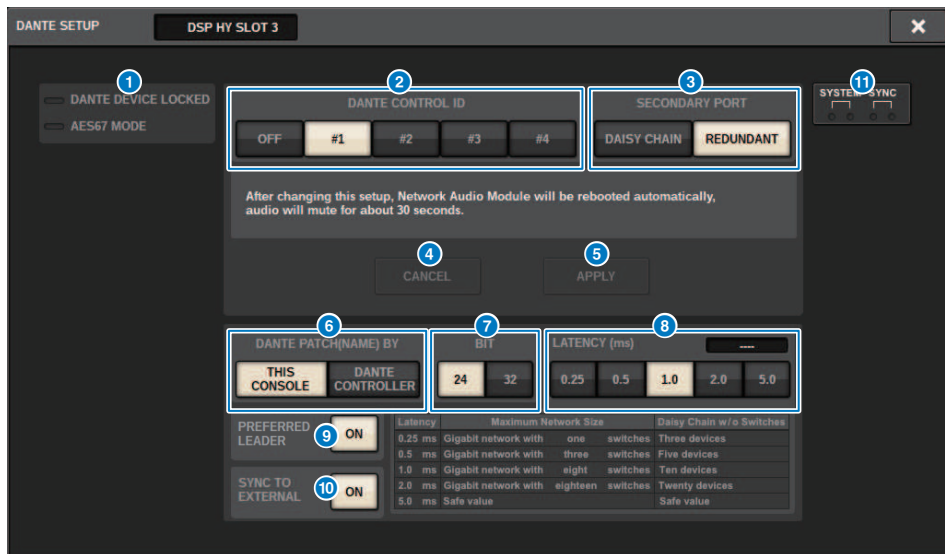 DANTE SETUP
DSP HY SLOT 3
1
DANTE DEVICE LOCKED
AES67 MODE
2
DANTE CONTROL ID
OFF #1 #2 #3 #4
3
SECONDARY PORT
DAISY CHAIN REDUNDANT
11
SYSTEM SYNC
After changing this setup, Network Audio Module will be rebooted automatically,
audio will mute for about 30 seconds.
4
CANCEL
5
APPLY
6
DANTE PATCH(NAME) BY
THIS
CONSOLE
DANTE
CONTROLLER
7
BIT
24 32
8
LATENCY (ms)
----
0.25 0.5 1.0 2.0 5.0
PREFERRED
LEADER
9
ON
SYNC TO
EXTERNAL
10
ON
Latency Maximum Network Size Daisy Chain w/o Switches
0.25 ms Gigabit network with one switches Three devices
0.5 ms Gigabit network with three switches Five devices
1.0 ms Gigabit network with eight switches Ten devices
2.0 ms Gigabit network with eighteen switches Twenty devices
5.0 ms Safe value Safe value